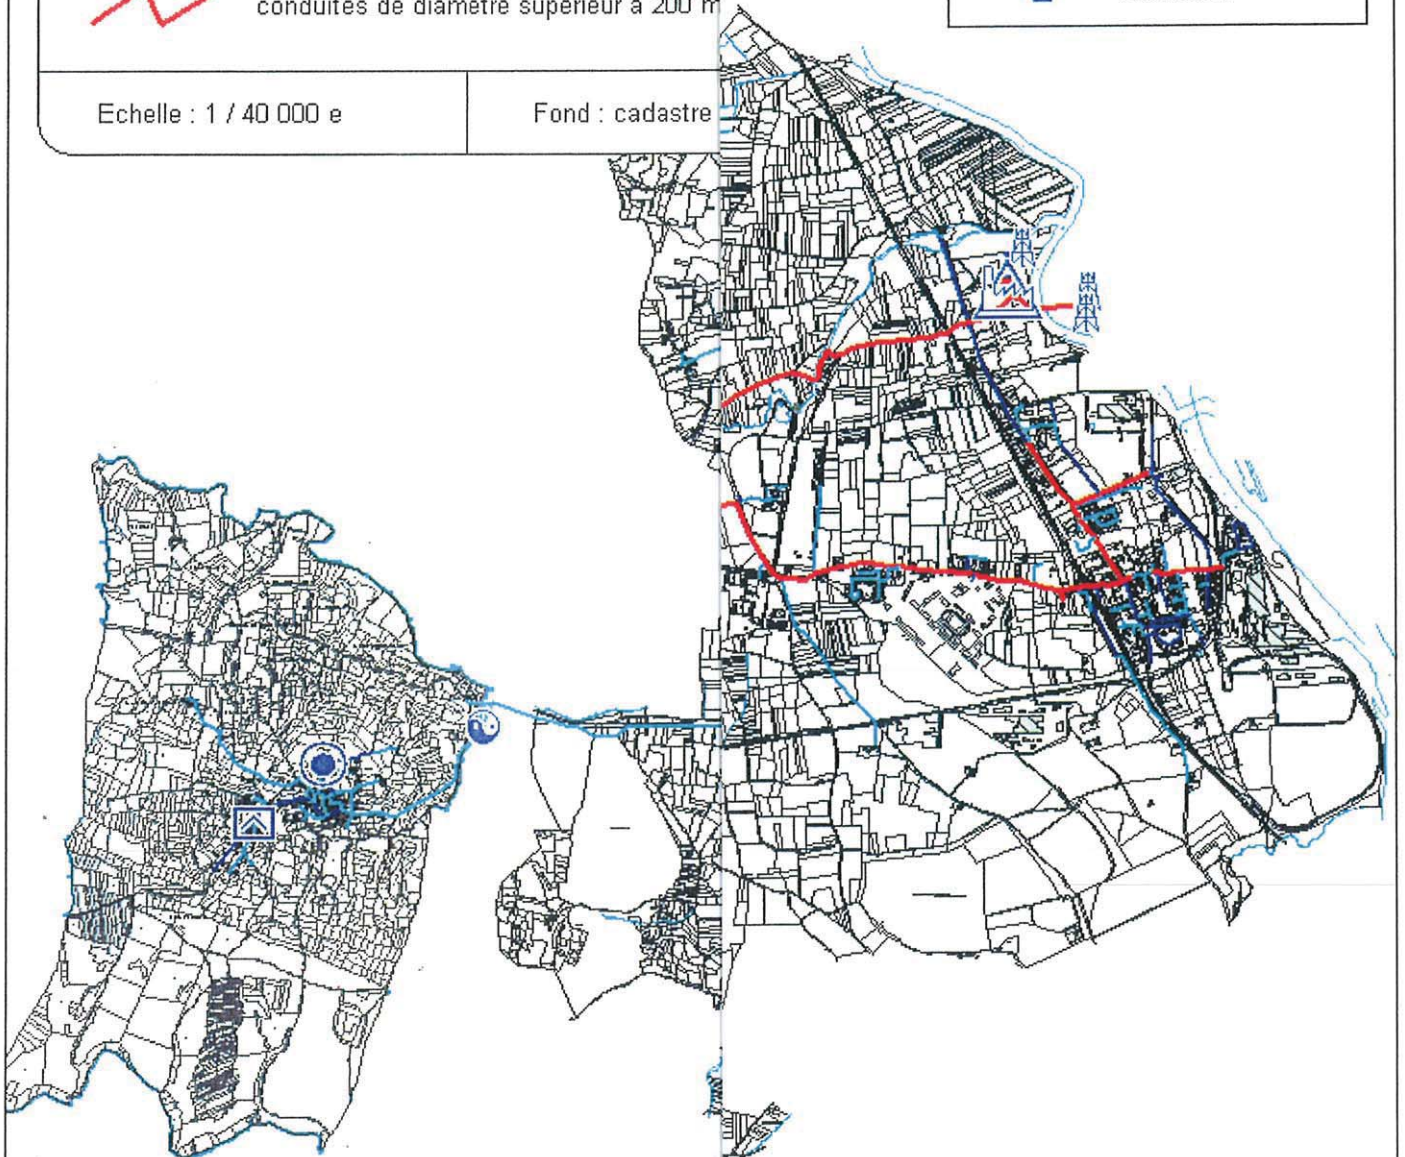 conduites de diamètre supérieur à 200 m
Echelle : 1 / 40 000 e
Fond : cadastre